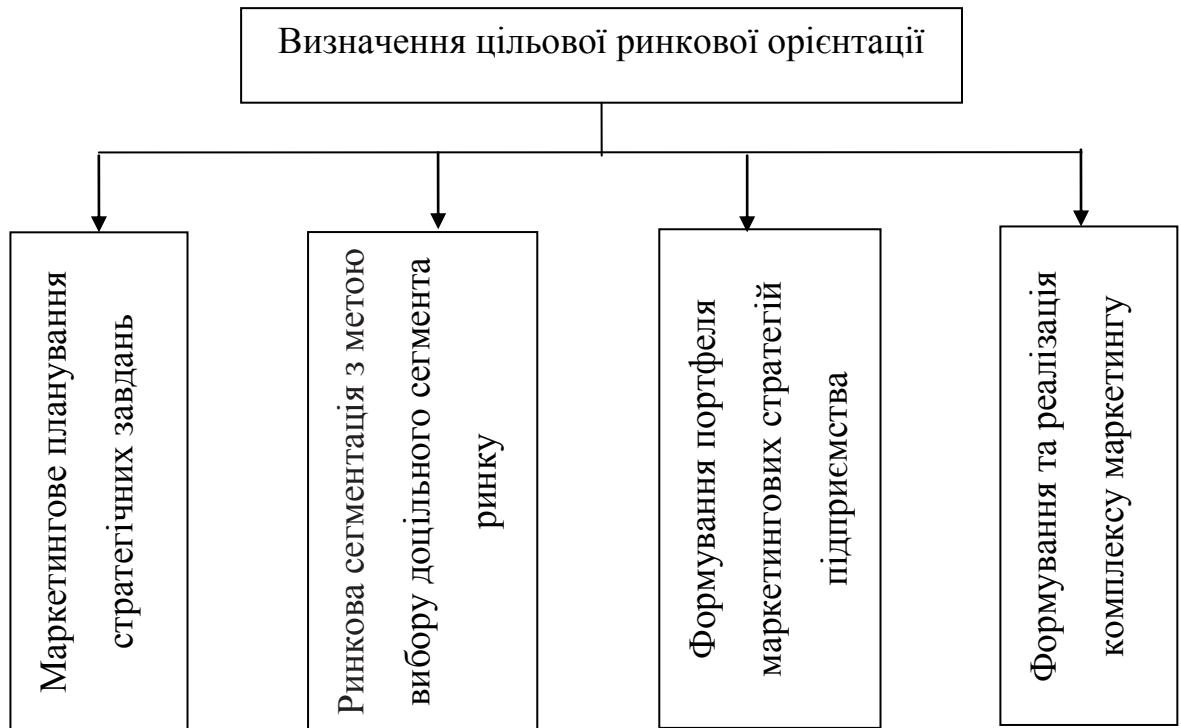 Визначення цільової ринкової орієнтації
Маркетингове планування
стратегічних завдань
Ринкова сегментація з метою
вибору доцільного сегмента
ринку
Формування портфеля
маркетингових стратегій
підприємства
Формування та реалізація
комплексу маркетингу